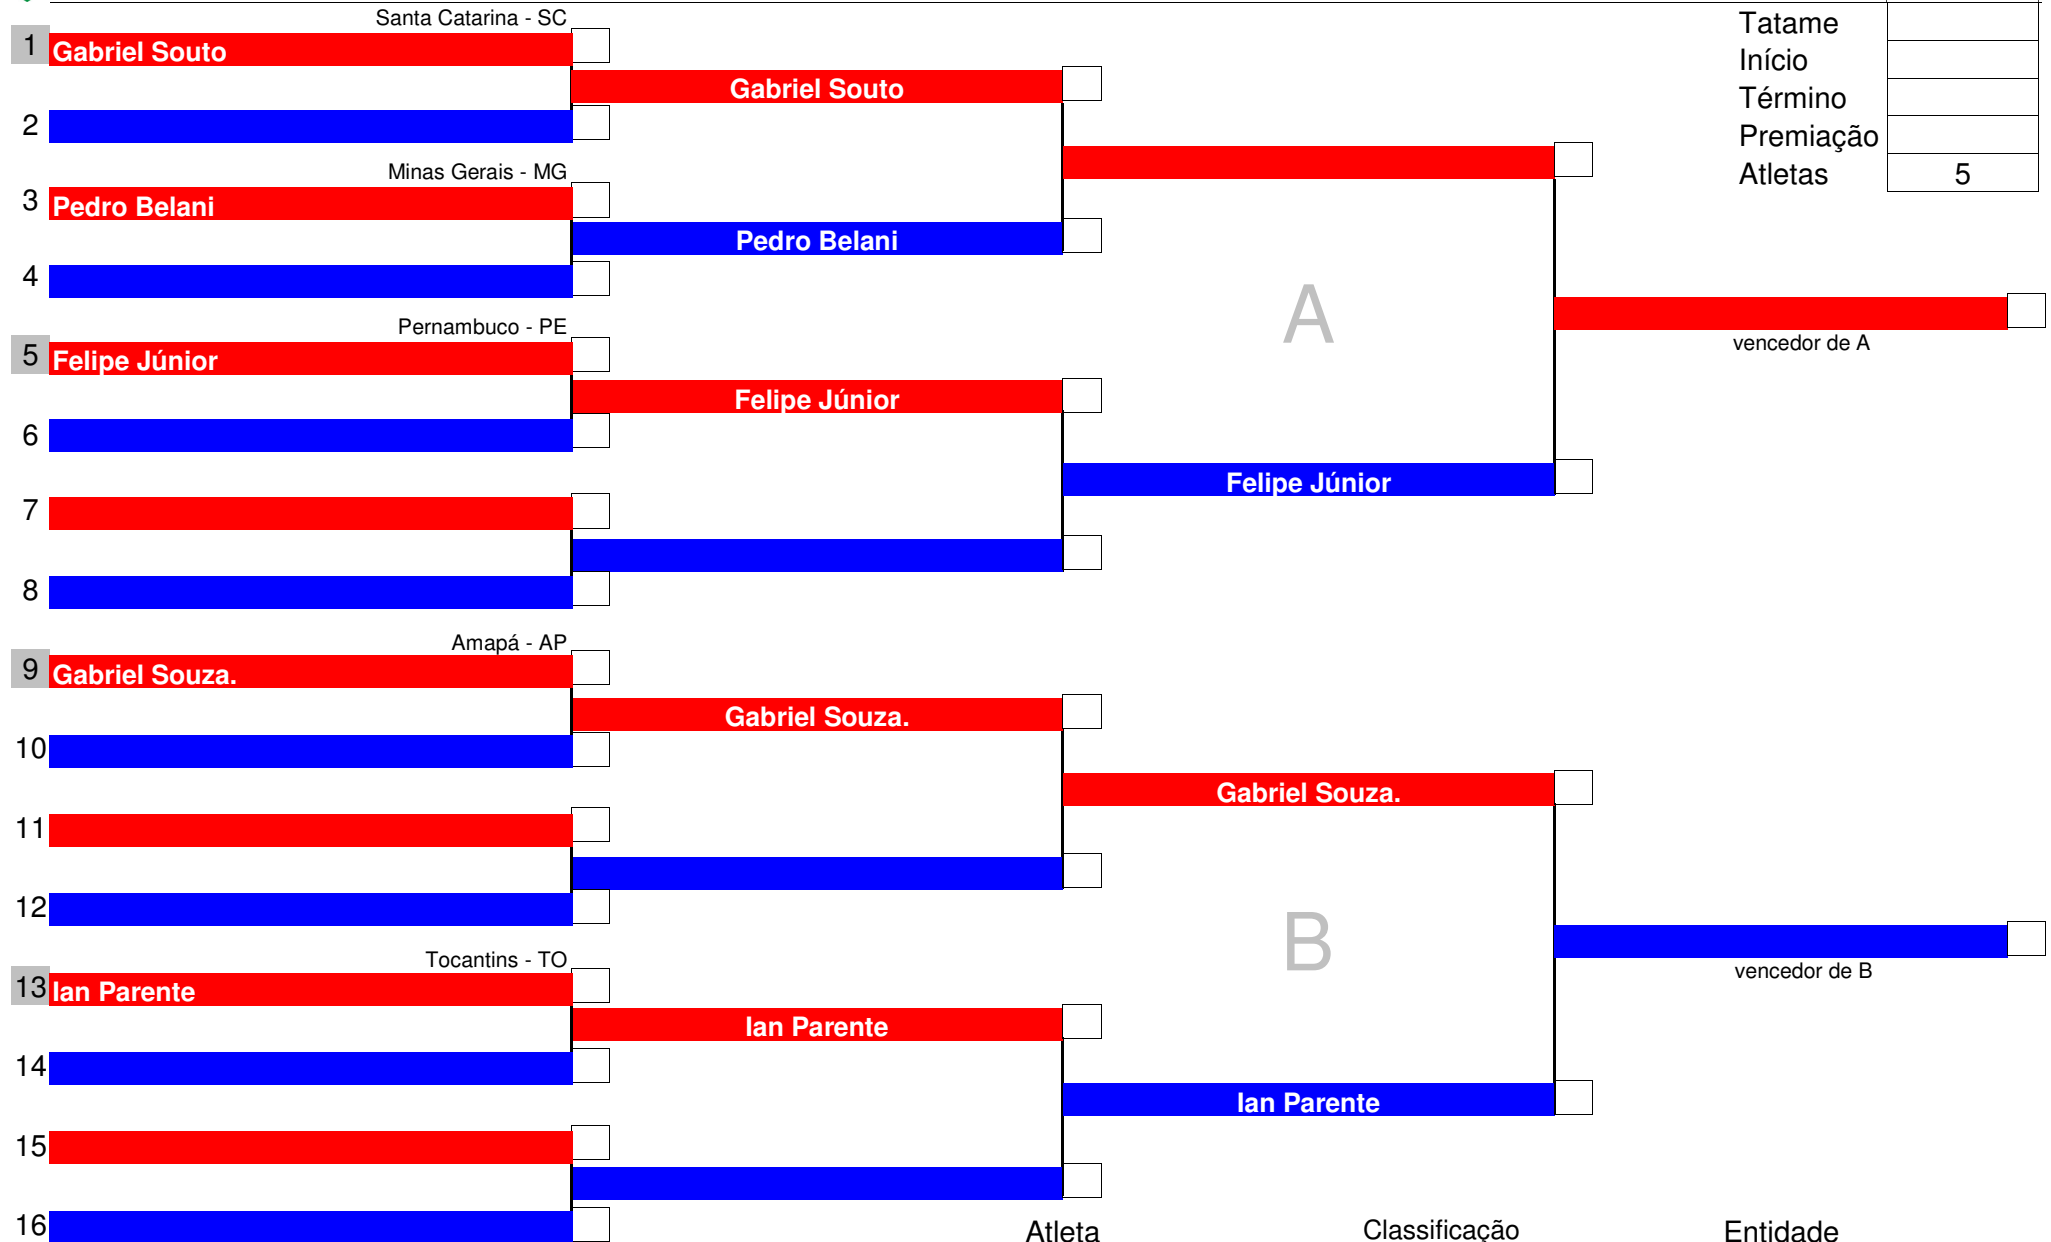 Santa Catarina - SC
1 Gabriel Souto
Gabriel Souto
2
Minas Gerais - MG
3 Pedro Belani
Pedro Belani
4
Pernambuco - PE
5 Felipe Júnior
Felipe Júnior
6
Felipe Júnior
7
8
Amapá - AP
9 Gabriel Souza.
Gabriel Souza.
10
Gabriel Souza.
11
12
Tocantins - TO
13 Ian Parente
Ian Parente
14
Ian Parente
15
16
A
vencedor de A
B
vencedor de B
Tatame
Início
Término
Premiação
Atletas 5
Atleta Classificação Entidade